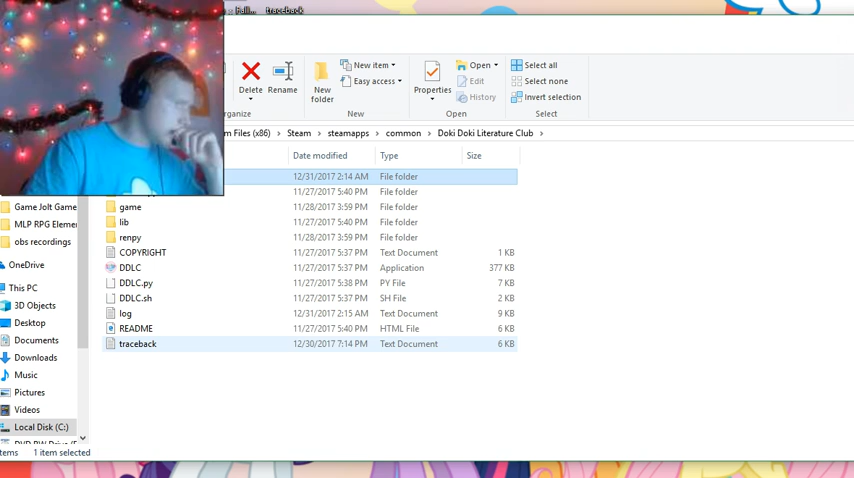 traceback
New item
Open
Select all
Easy access
Edit
Select none
Delete
Rename
New
folder
Properties
History
Invert selection
New
Open
Select
(x86) Steam steamapps common Doki Doki Literature Club
Date modified Type Size
12/31/2017 2:14 AM File folder
11/27/2017 5:40 PM File folder
game 11/28/2017 3:59 PM File folder
lib 11/27/2017 5:40 PM File folder
renpy 11/28/2017 3:59 PM File folder
COPYRIGHT 11/27/2017 5:37 PM Text Document 1 KB
DDLC 11/27/2017 5:37 PM Application 377 KB
DDLC.py 11/27/2017 5:38 PM PY File 7 KB
DDLC.sh 11/27/2017 5:37 PM SH File 2 KB
log 12/31/2017 2:15 AM Text Document 9 KB
README 11/27/2017 5:40 PM HTML File 6 KB
traceback 12/30/2017 7:14 PM Text Document 6 KB
Game Jolt Game
MLP RPG Eleme
obs recordings
OneDrive
This PC
3D Objects
Desktop
Documents
Downloads
Music
Pictures
Videos
Local Disk (C:)
1 item selected